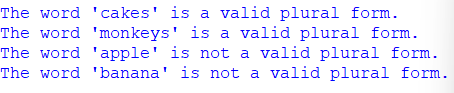 The word 'cakes' is a valid plural form.
The word 'monkeys' is a valid plural form.
The word 'apple' is not a valid plural form.
The word 'banana' is not a valid plural form.